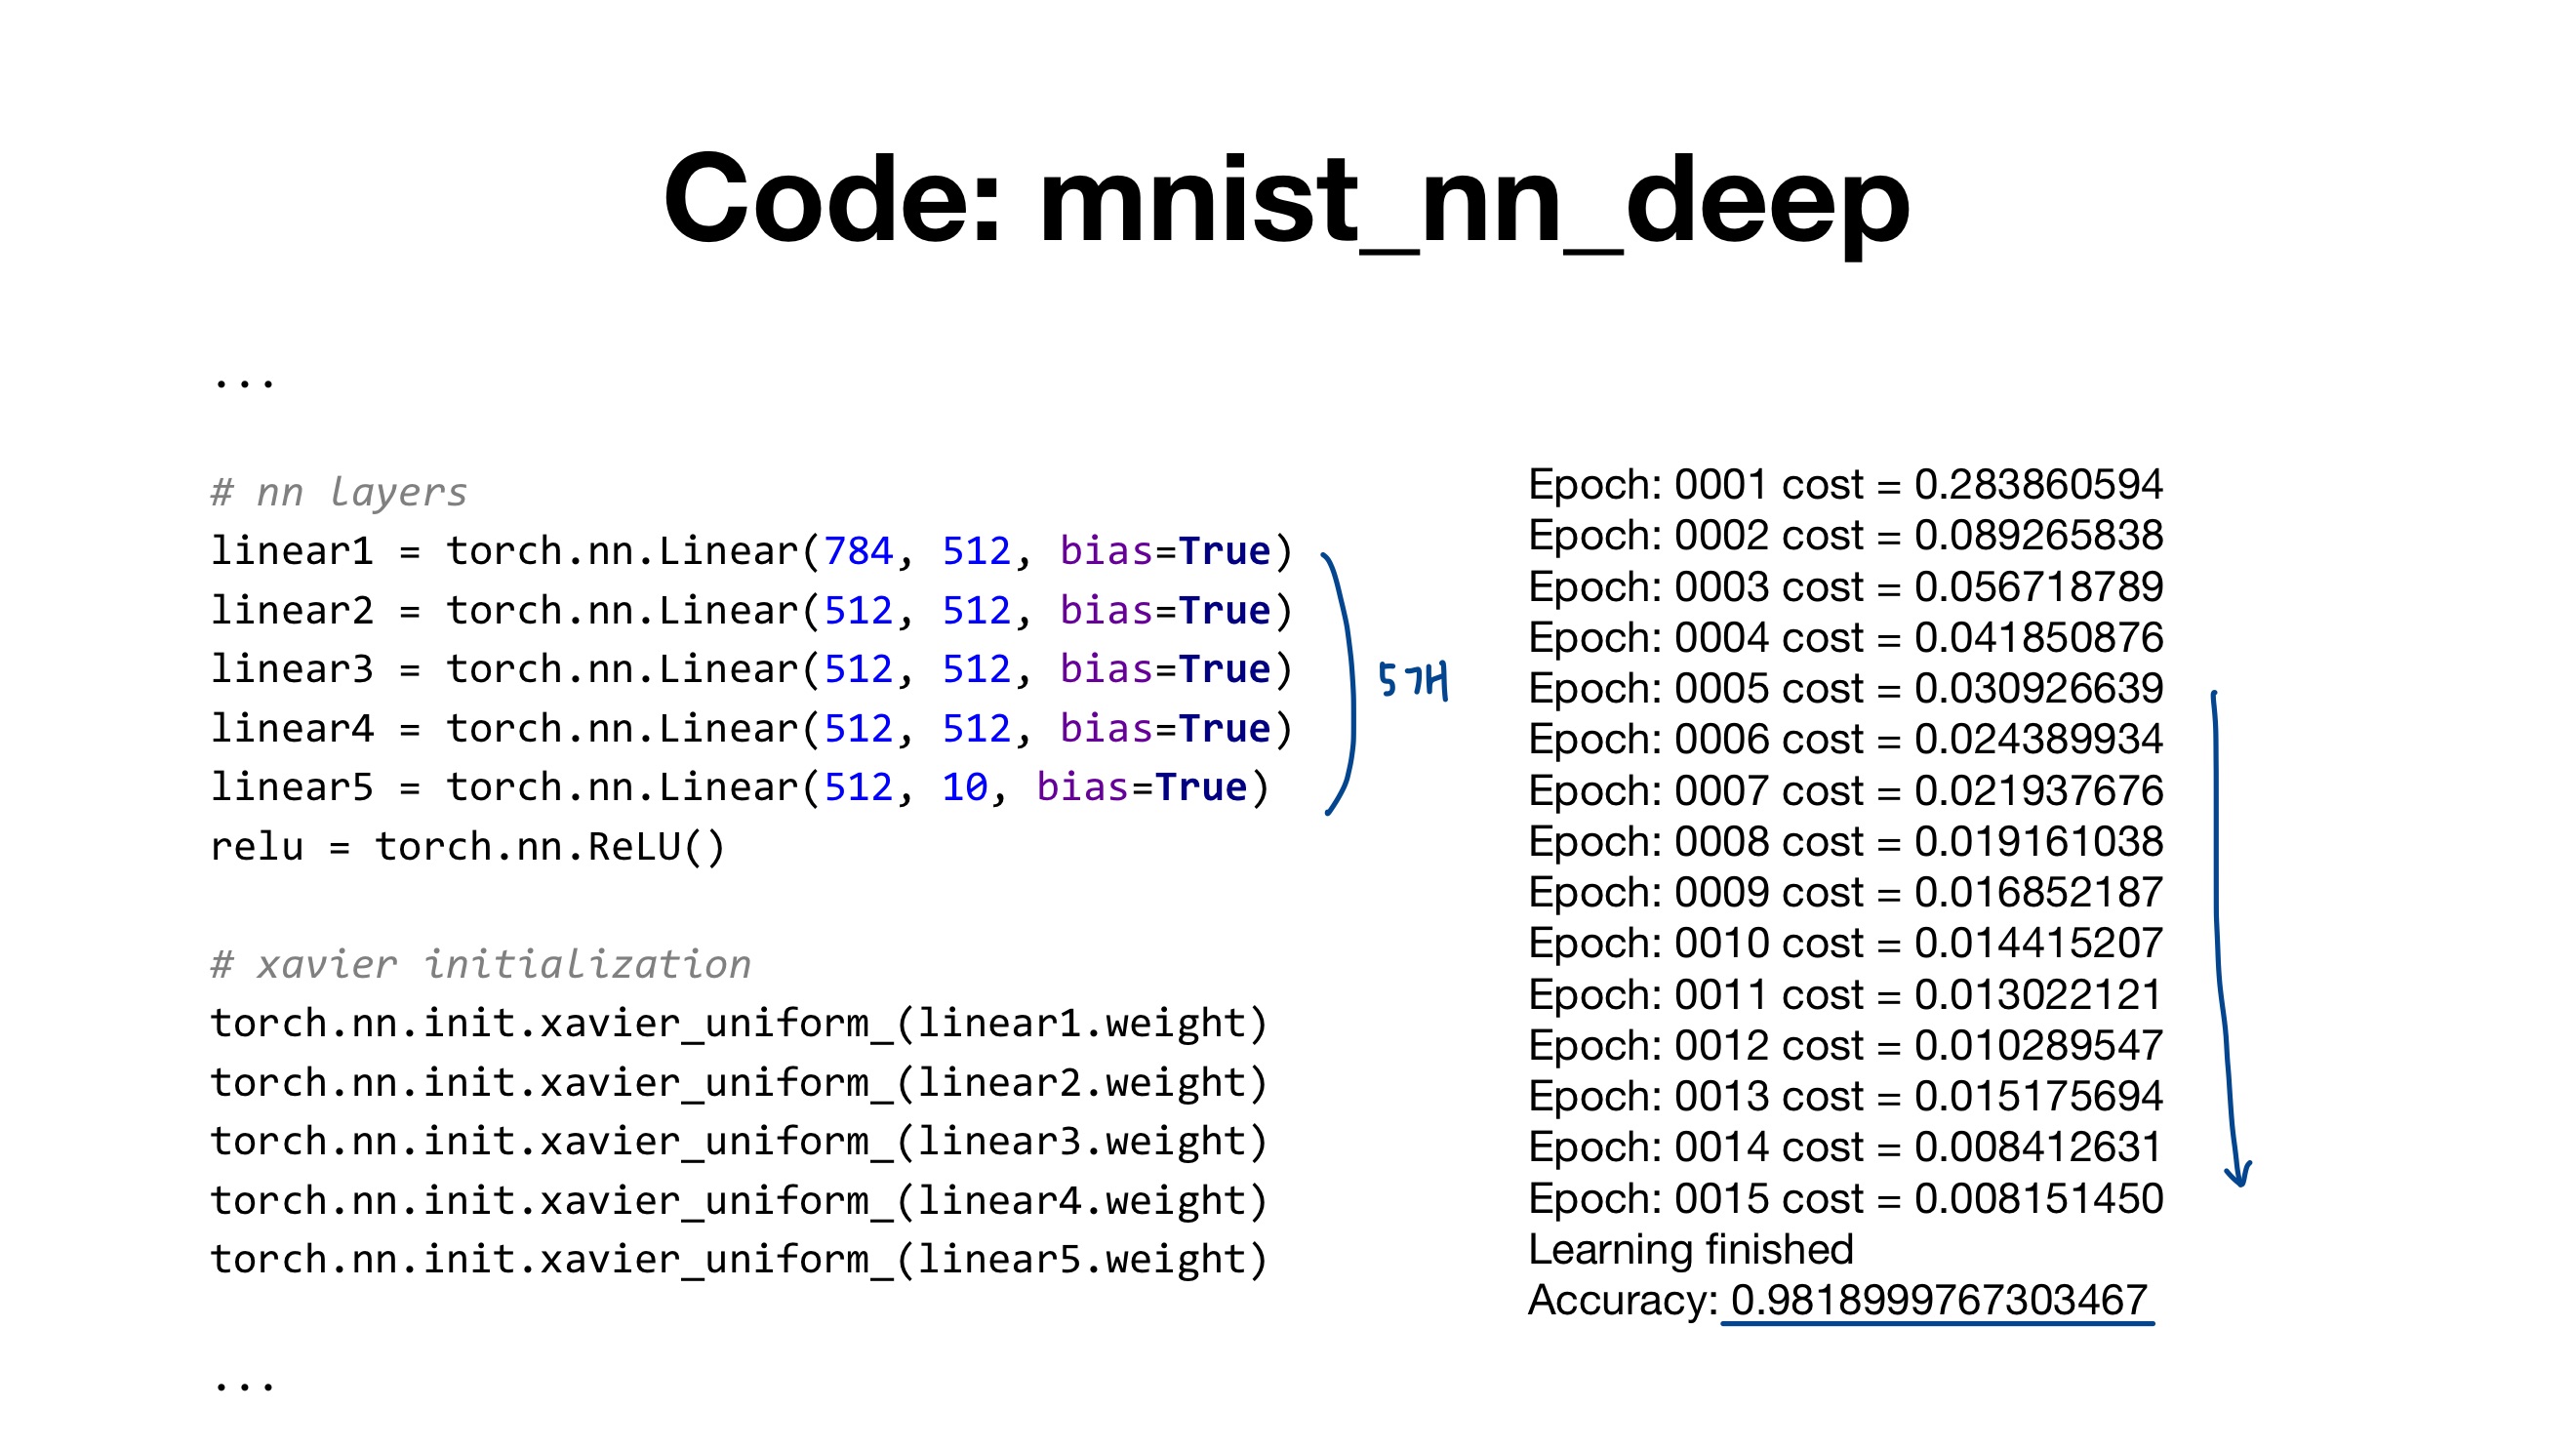 Code: mnist_nn_deep
...
# nn layers
linear1 = torch.nn.Linear(784, 512, bias=True)
linear2 = torch.nn.Linear(512, 512, bias=True)
linear3 = torch.nn.Linear(512, 512, bias=True)
linear4 = torch.nn.Linear(512, 512, bias=True)
linear5 = torch.nn.Linear(512, 10, bias=True)
relu = torch.nn.ReLU()
5개
# xavier initialization
torch.nn.init.xavier_uniform_(linear1.weight)
torch.nn.init.xavier_uniform_(linear2.weight)
torch.nn.init.xavier_uniform_(linear3.weight)
torch.nn.init.xavier_uniform_(linear4.weight)
torch.nn.init.xavier_uniform_(linear5.weight)
...
Epoch: 0001 cost = 0.283860594
Epoch: 0002 cost = 0.089265838
Epoch: 0003 cost = 0.056718789
Epoch: 0004 cost = 0.041850876
Epoch: 0005 cost = 0.030926639
Epoch: 0006 cost = 0.024389934
Epoch: 0007 cost = 0.021937676
Epoch: 0008 cost = 0.019161038
Epoch: 0009 cost = 0.016852187
Epoch: 0010 cost = 0.014415207
Epoch: 0011 cost = 0.013022121
Epoch: 0012 cost = 0.010289547
Epoch: 0013 cost = 0.015175694
Epoch: 0014 cost = 0.008412631
Epoch: 0015 cost = 0.008151450
Learning finished
Accuracy: 0.9818999767303467